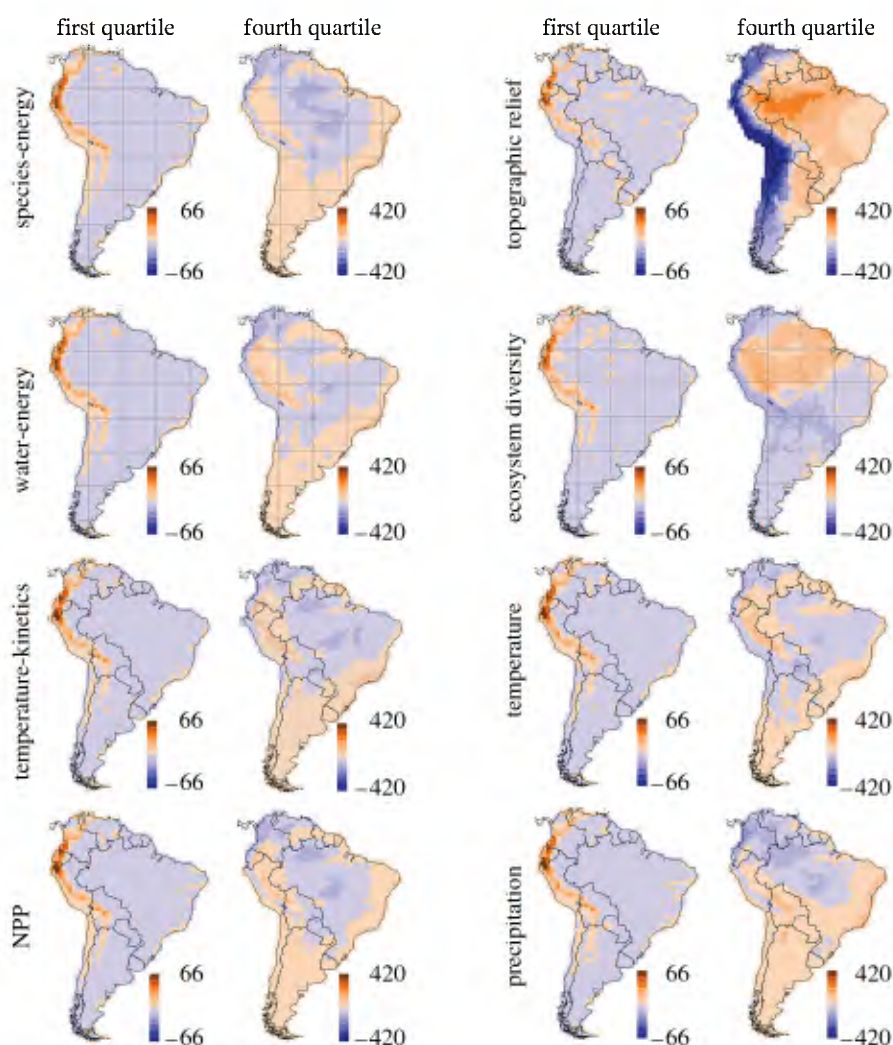 first quartile fourth quartile first quartile fourth quartile
species-energy
66 420
−66 −420
topographic relief
66 420
−66 −420
water-energy
66 420
−66 −420
ecosystem diversity
66 420
−66 −420
temperature-kinetics
66 420
−66 −420
temperature
66 420
−66 −420
NPP
66 420
−66 −420
precipitation
66 420
−66 −420